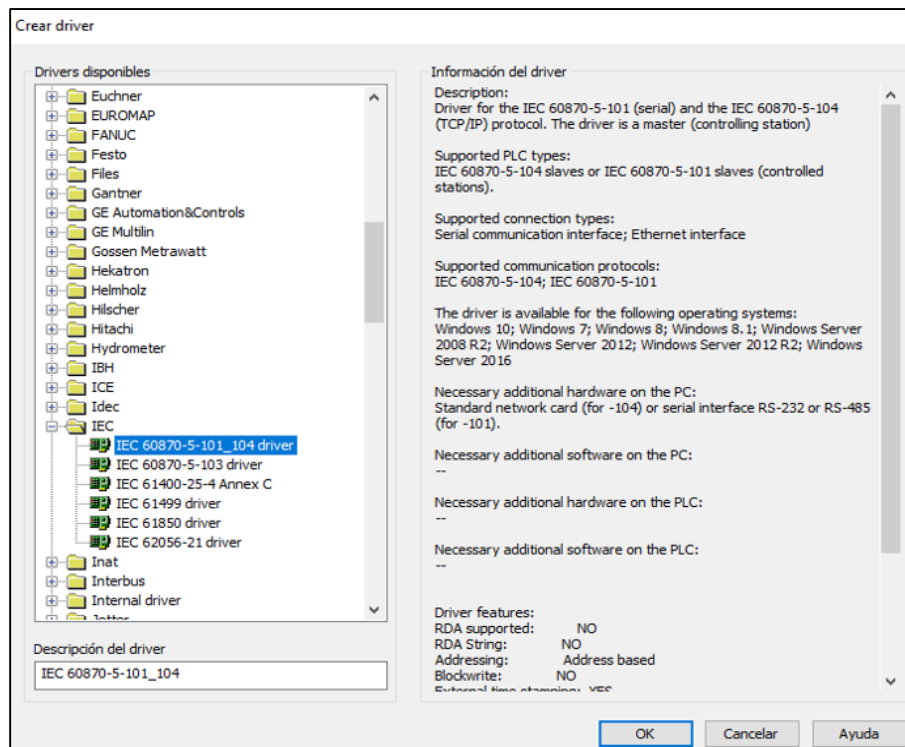 Crear driver
Drivers disponibles
Euchner
EUROMAP
FANUC
Festo
Files
Gantner
GE Automation&Controls
GE Multilin
Gossen Metrawatt
Hekatron
Helmholz
Hilscher
Hitachi
Hydrometer
IBH
ICE
Idec
IEC
IEC 60870-5-101_104 driver
IEC 60870-5-103 driver
IEC 61400-25-4 Annex C
IEC 61499 driver
IEC 61850 driver
IEC 62056-21 driver
Inat
Interbus
Internal driver
Jetter
Descripción del driver
IEC 60870-5-101_104
Información del driver
Description:
Driver for the IEC 60870-5-101 (serial) and the IEC 60870-5-104
(TCP/IP) protocol. The driver is a master (controlling station)
Supported PLC types:
IEC 60870-5-104 slaves or IEC 60870-5-101 slaves (controlled
stations).
Supported connection types:
Serial communication interface; Ethernet interface
Supported communication protocols:
IEC 60870-5-104; IEC 60870-5-101
The driver is available for the following operating systems:
Windows 10; Windows 7; Windows 8; Windows 8.1; Windows Server
2008 R2; Windows Server 2012; Windows Server 2012 R2; Windows
Server 2016
Necessary additional hardware on the PC:
Standard network card (for -104) or serial interface RS-232 or RS-485
(for -101).
Necessary additional software on the PC:
--
Necessary additional hardware on the PLC:
--
Necessary additional software on the PLC:
--
Driver features:
RDA supported: NO
RDA String: NO
Addressing: Address based
Blockwrite: NO
External time stamping: YES
OK
Cancelar
Ayuda